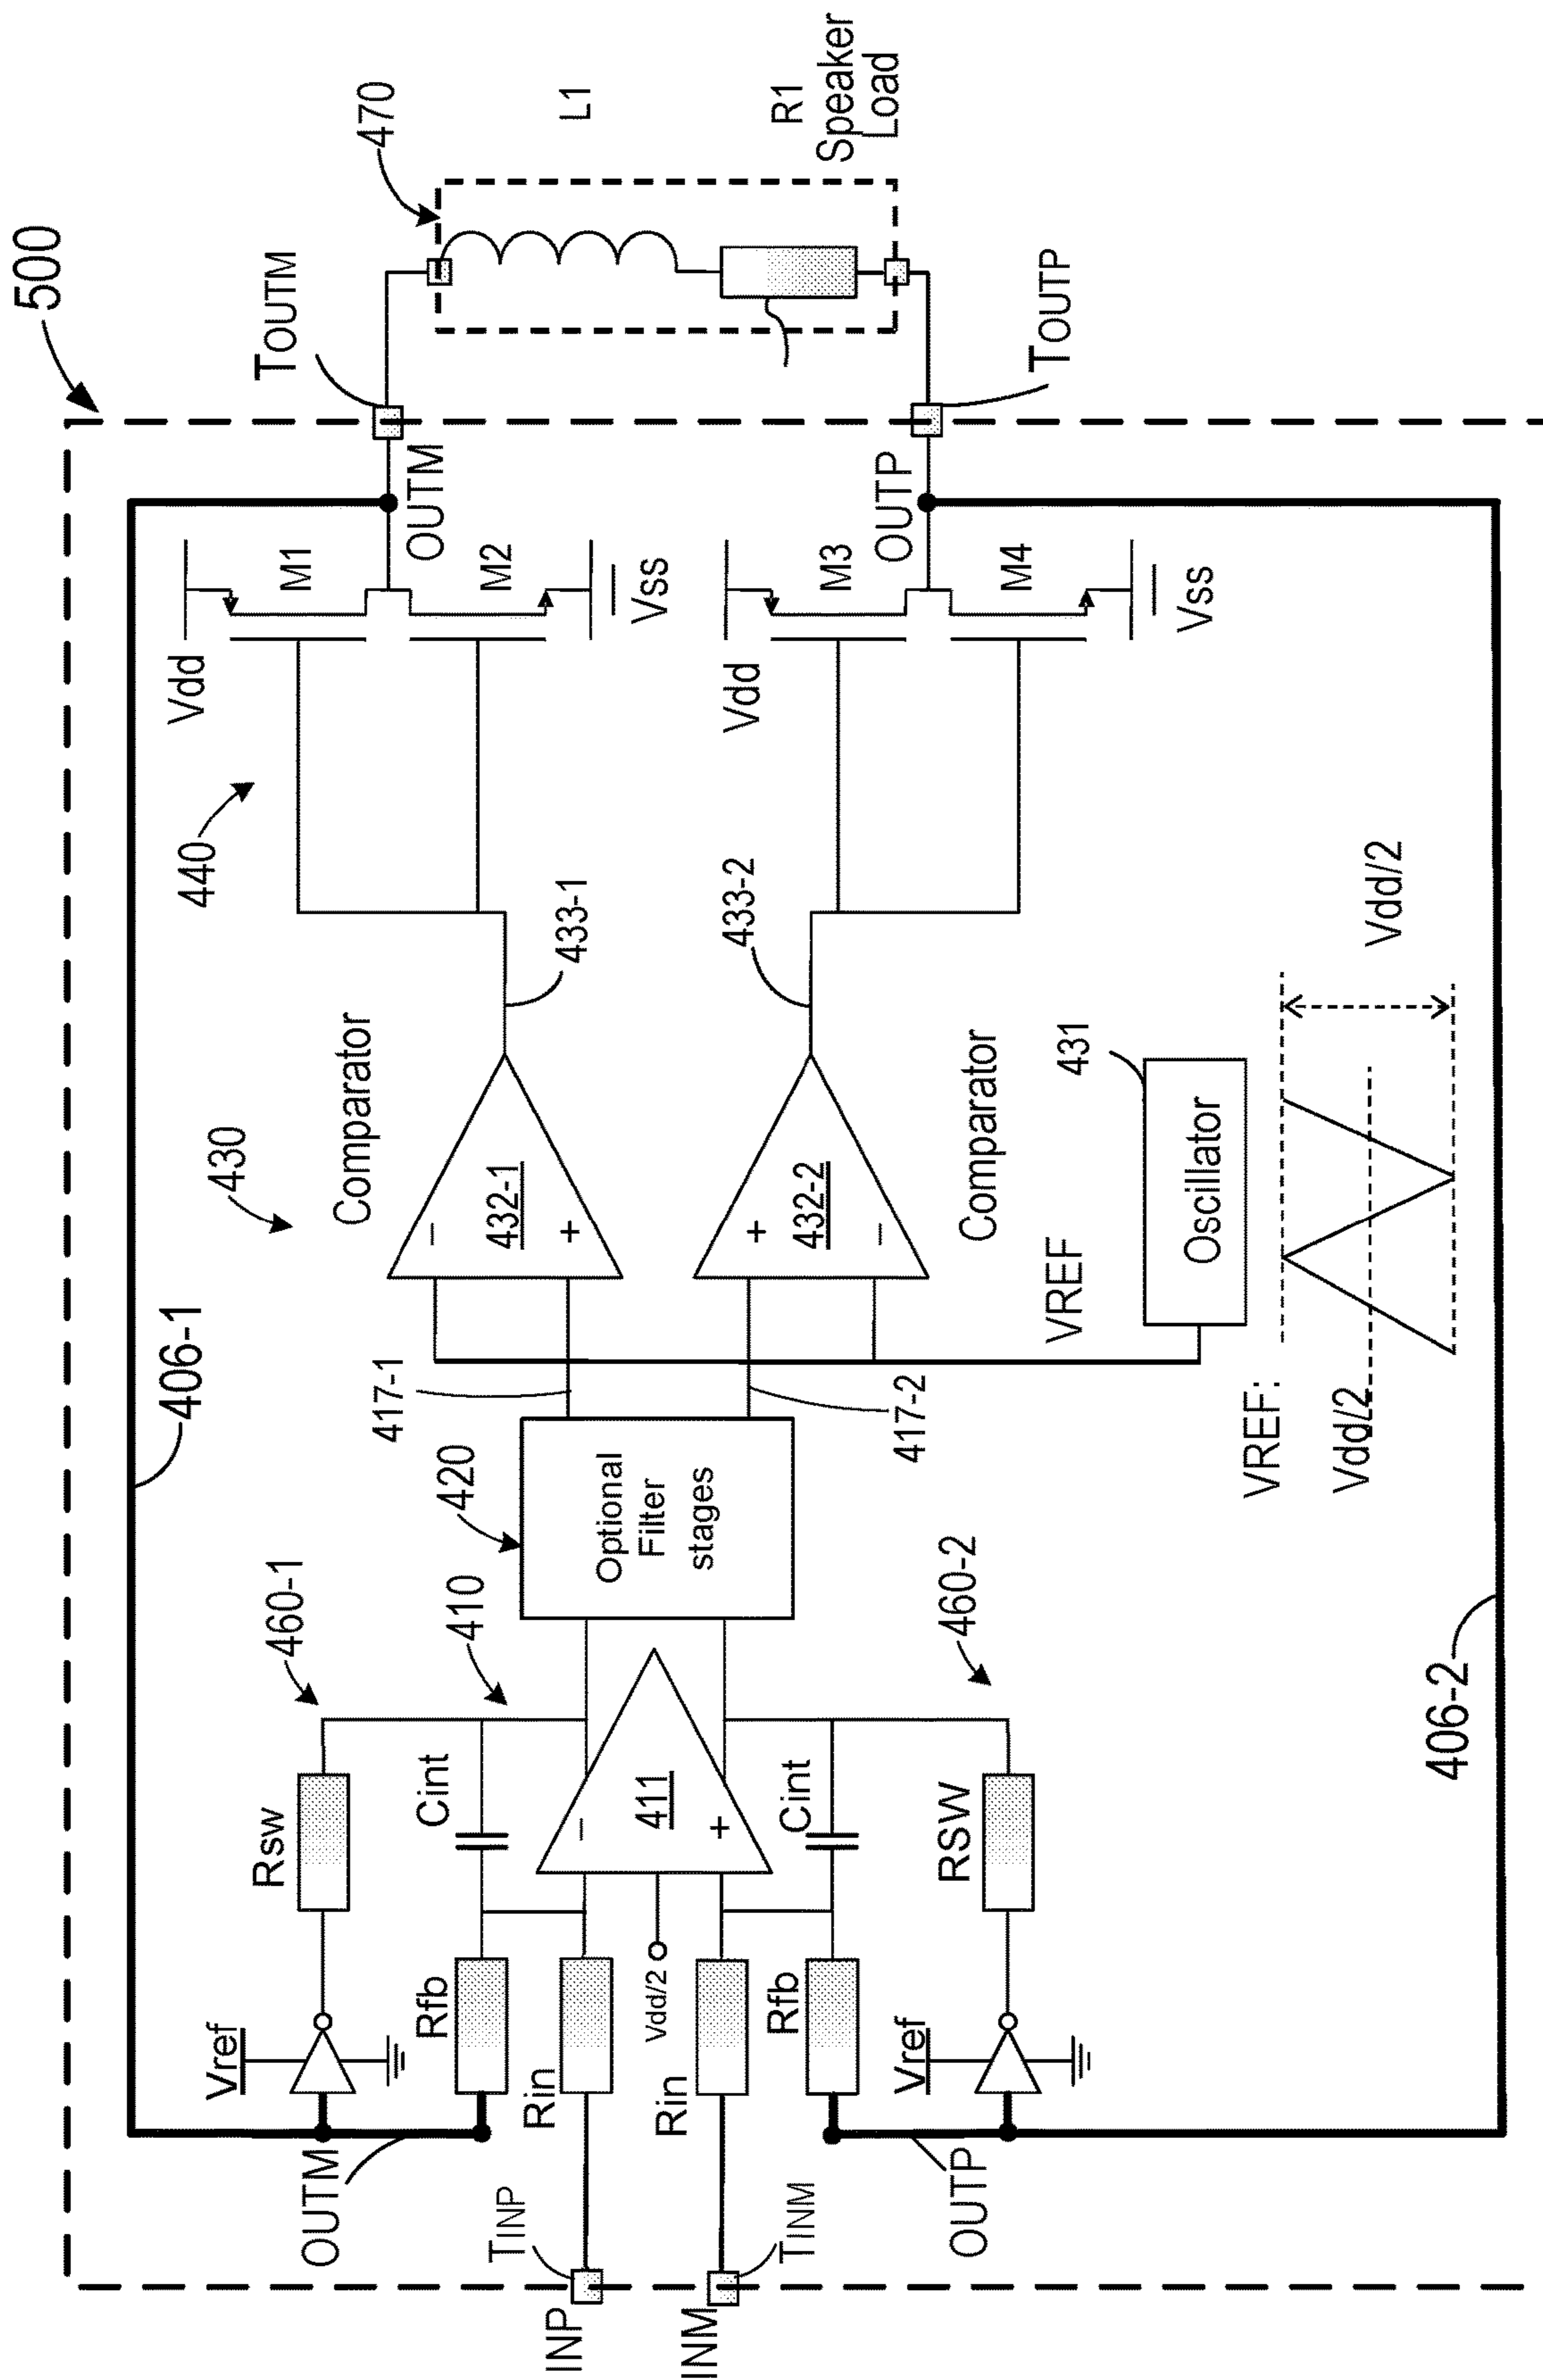 500
406-1
460-1
Rsw
Vref
OUTM
Cint
Rfb
Rin
TINP
INP
410
411
−
+
Vdd/2
Rin
TINM
INM
Rfb
Cint
OUTP
Vref
RSW
460-2
406-2
420
Optional
Filter
stages
417-1
417-2
430
Comparator
−
432-1
+
433-1
+
432-2
−
433-2
Comparator
VREF
431
Oscillator
VREF:
Vdd/2
Vdd/2
440
Vdd
M1
M2
Vss
OUTM
TOUTM
Vdd
M3
M4
Vss
OUTP
TOUTP
470
L1
R1
Speaker
Load